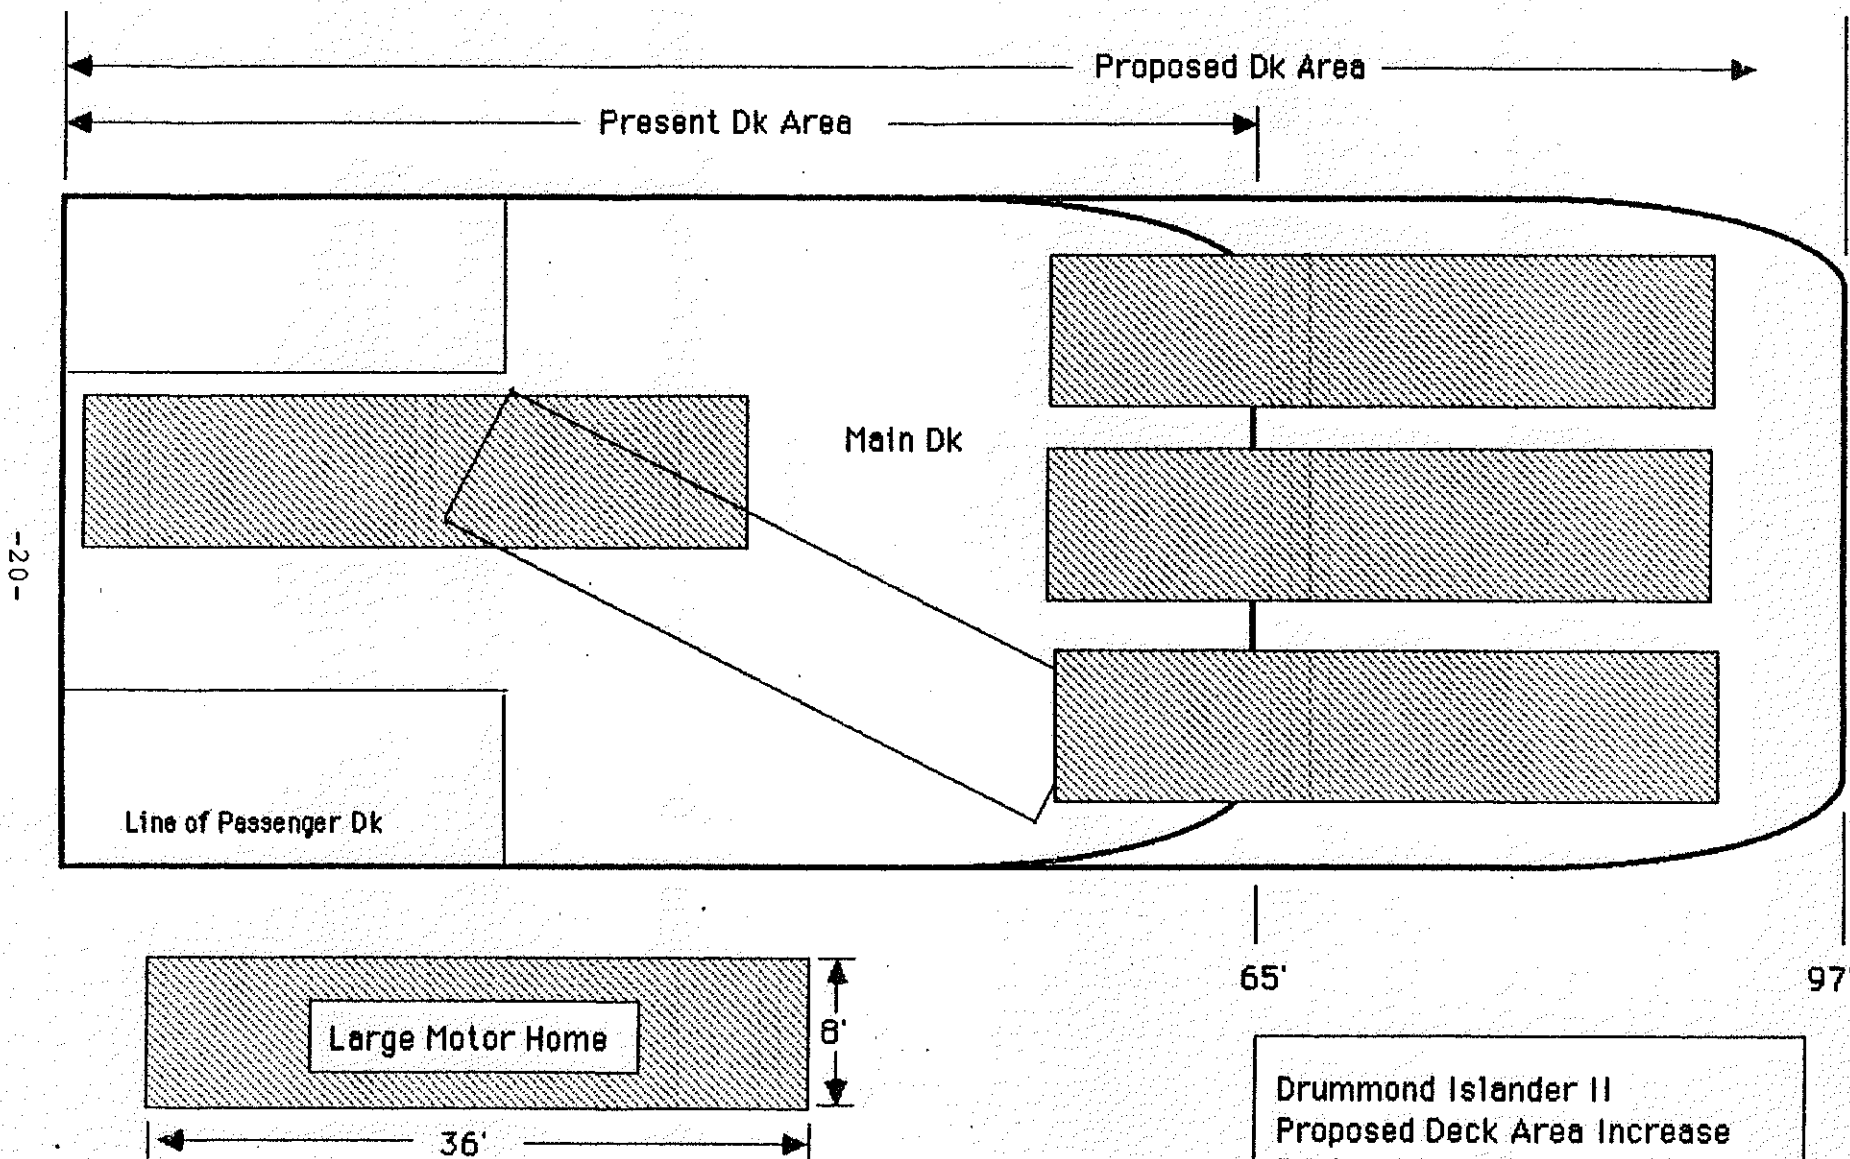 Proposed Dk Area
Present Dk Area
Main Dk
-20-
Line of Passenger Dk
65'
97'
Large Motor Home
8'
36'
Drummond Islander II
Proposed Deck Area Increase